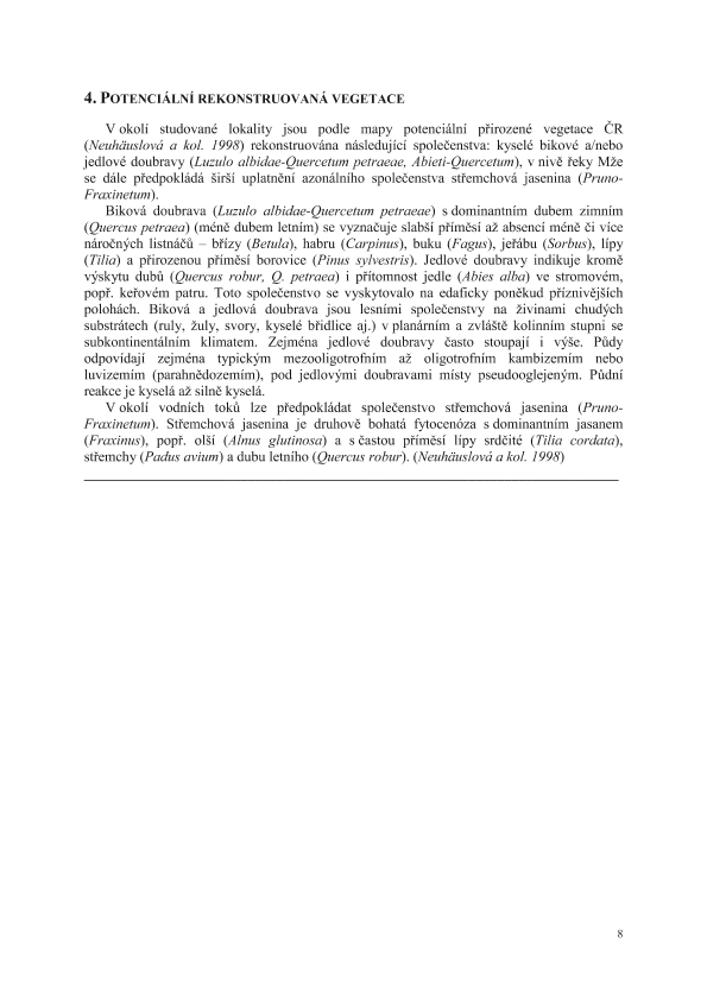 4. POTENCIÁLNÍ REKONSTRUOVANÁ VEGETACE
V okolí studované lokality jsou podle mapy potenciální přirozené vegetace ČR
(Neuhäuslová a kol. 1998) rekonstruována následující společenstva: kyselé bikové a/nebo
jedlové doubravy (Luzulo albidae-Quercetum petraeae, Abieti-Quercetum), v nivě řeky Mže
se dále předpokládá širší uplatnění azonálního společenstva střemchová jasenina (Pruno-
Fraxinetum).
Biková doubrava (Luzulo albidae-Quercetum petraeae) s dominantním dubem zimním
(Quercus petraea) (méně dubem letním) se vyznačuje slabší příměsí až absencí méně či více
náročných listnáčů – břízy (Betula), habru (Carpinus), buku (Fagus), jeřábu (Sorbus), lípy
(Tilia) a přirozenou příměsí borovice (Pinus sylvestris). Jedlové doubravy indikuje kromě
výskytu dubů (Quercus robur, Q. petraea) i přítomnost jedle (Abies alba) ve stromovém,
popř. keřovém patru. Toto společenstvo se vyskytovalo na edaficky poněkud příznivějších
polohách. Biková a jedlová doubrava jsou lesními společenstvy na živinami chudých
substrátech (ruly, žuly, svory, kyselé břidlice aj.) v planárním a zvláště kolinním stupni se
subkontinentálním klimatem. Zejména jedlové doubravy často stoupají i výše. Půdy
odpovídají zejména typickým mezooligotrofním až oligotrofním kambizemím nebo
luvizemím (parahnědozemím), pod jedlovými doubravami místy pseudooglejeným. Půdní
reakce je kyselá až silně kyselá.
V okolí vodních toků lze předpokládat společenstvo střemchová jasenina (Pruno-
Fraxinetum). Střemchová jasenina je druhově bohatá fytocenóza s dominantním jasanem
(Fraxinus), popř. olší (Alnus glutinosa) a s častou příměsí lípy srdčité (Tilia cordata),
střemchy (Padus avium) a dubu letního (Quercus robur). (Neuhäuslová a kol. 1998)
8